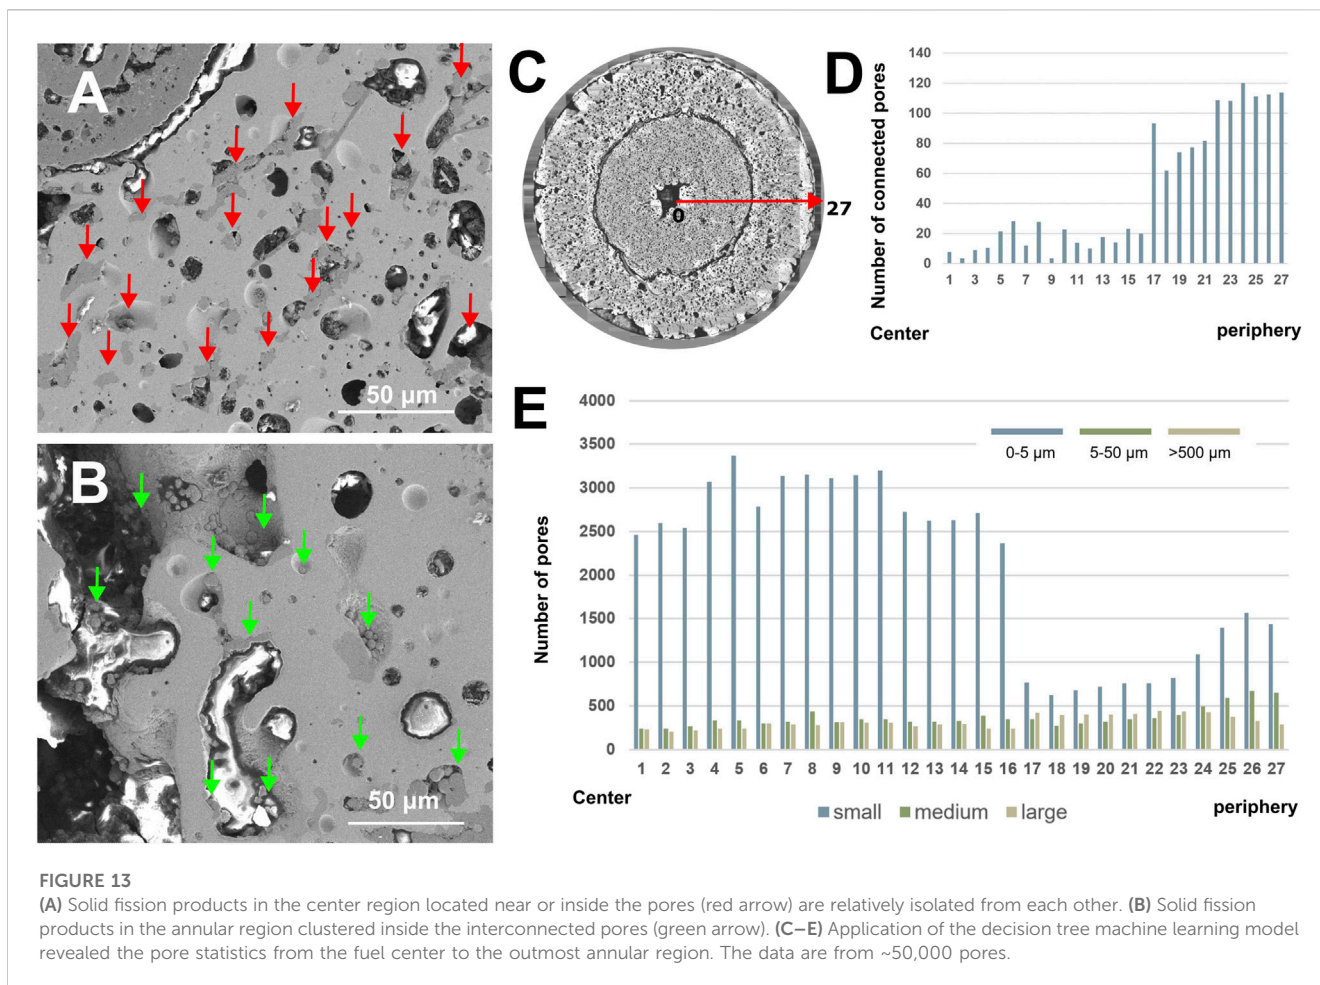 A
50 µm
B
50 µm
C
0
27
D
Number of connected pores
140
120
100
80
60
40
20
0
1 3 5 7 9 11 13 15 17 19 21 23 25 27
Center periphery
E
Number of pores
4000
3500
3000
2500
2000
1500
1000
500
0
0-5 µm 5-50 µm >500 µm
1 2 3 4 5 6 7 8 9 10 11 12 13 14 15 16 17 18 19 20 21 22 23 24 25 26 27
Center periphery
small medium large
FIGURE 13
(A) Solid fission products in the center region located near or inside the pores (red arrow) are relatively isolated from each other. (B) Solid fission
products in the annular region clustered inside the interconnected pores (green arrow). (C–E) Application of the decision tree machine learning model
revealed the pore statistics from the fuel center to the outmost annular region. The data are from ~50,000 pores.